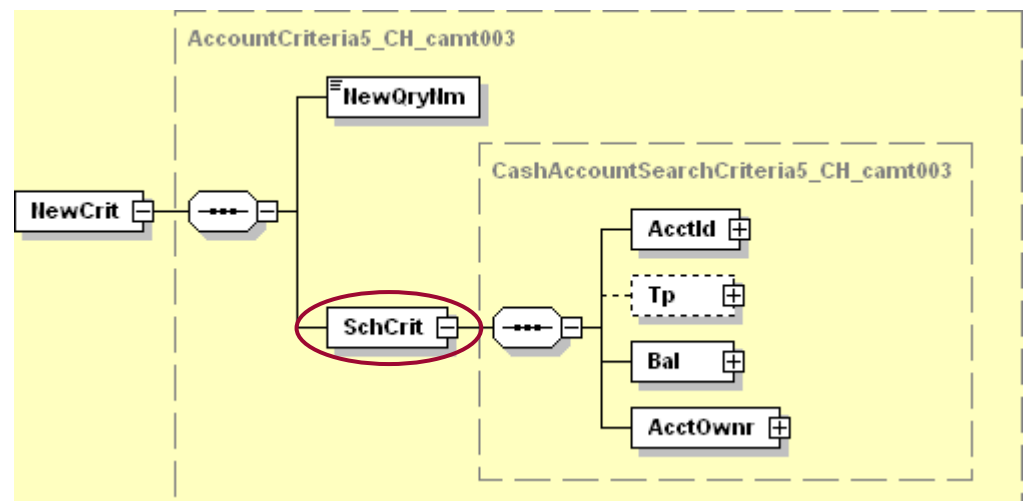 AccountCriteria5_CH_camt003
NewQryNm
CashAccountSearchCriteria5_CH_camt003
NewCrit
AcctId
Tp
SchCrit
Bal
AcctOwnr